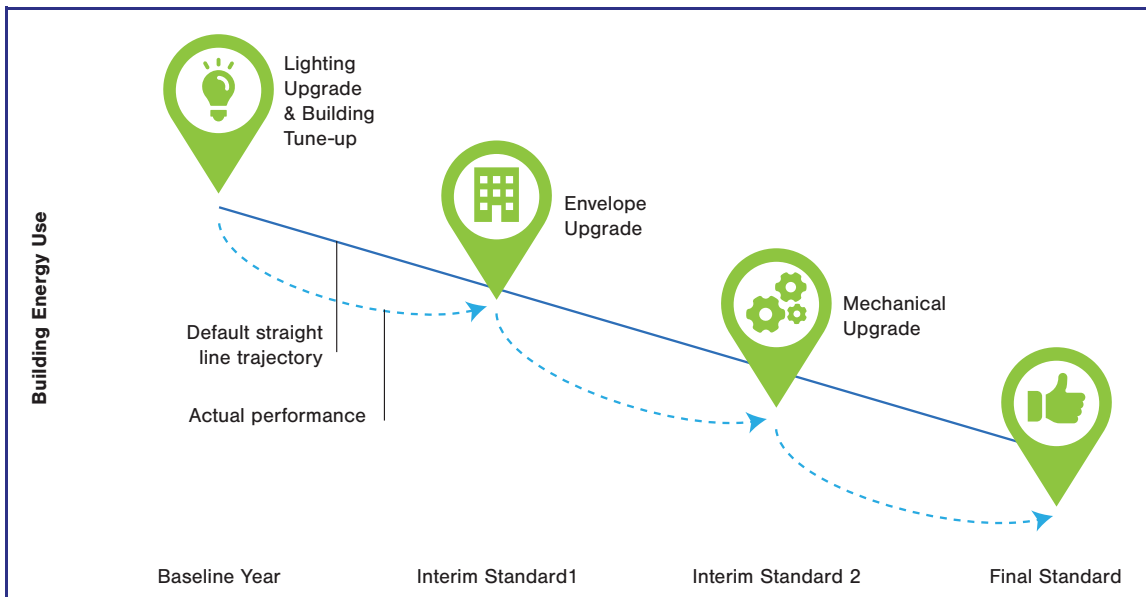 Lighting
Upgrade
& Building
Tune-up
Envelope
Upgrade
Mechanical
Upgrade
Building Energy Use
Default straight
line trajectory
Actual performance
Baseline Year
Interim Standard1
Interim Standard 2
Final Standard